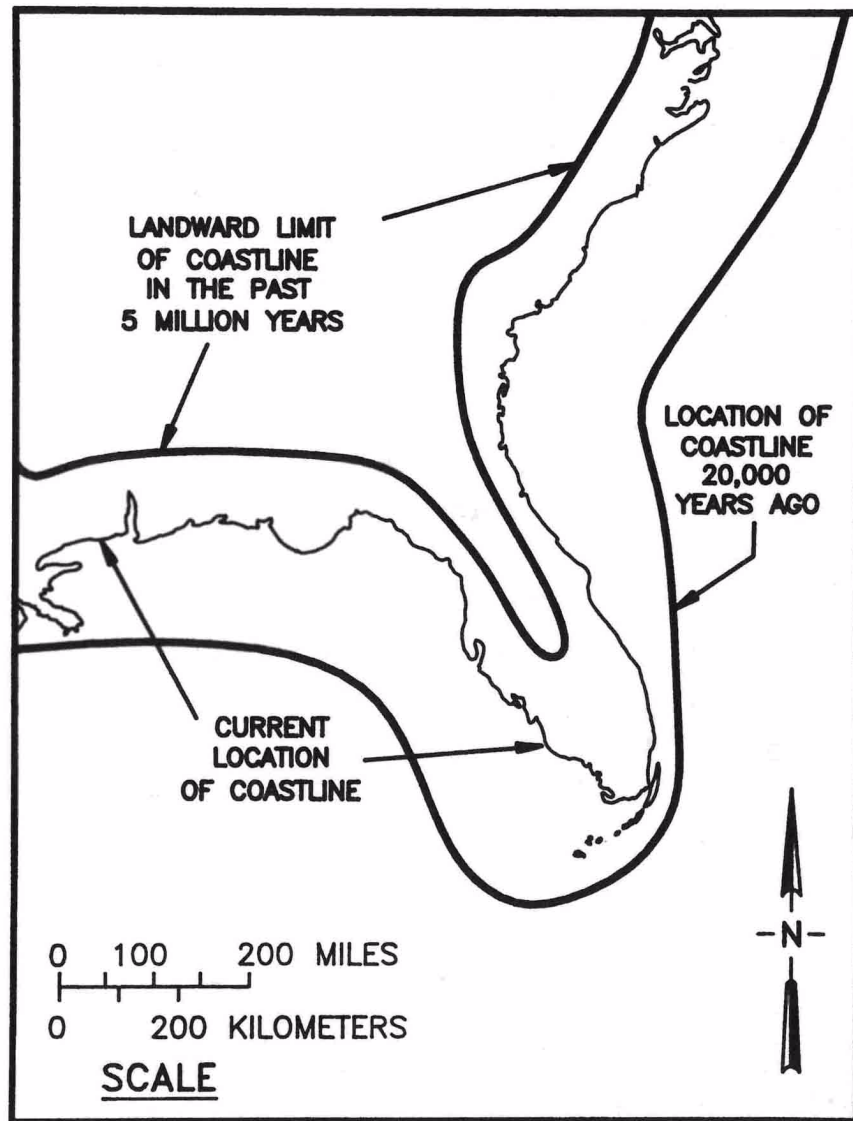 LANDWARD LIMIT
OF COASTLINE
IN THE PAST
5 MILLION YEARS
LOCATION OF
COASTLINE
20,000
YEARS AGO
CURRENT
LOCATION
OF COASTLINE
0 100 200 MILES
0 200 KILOMETERS
SCALE
-N-